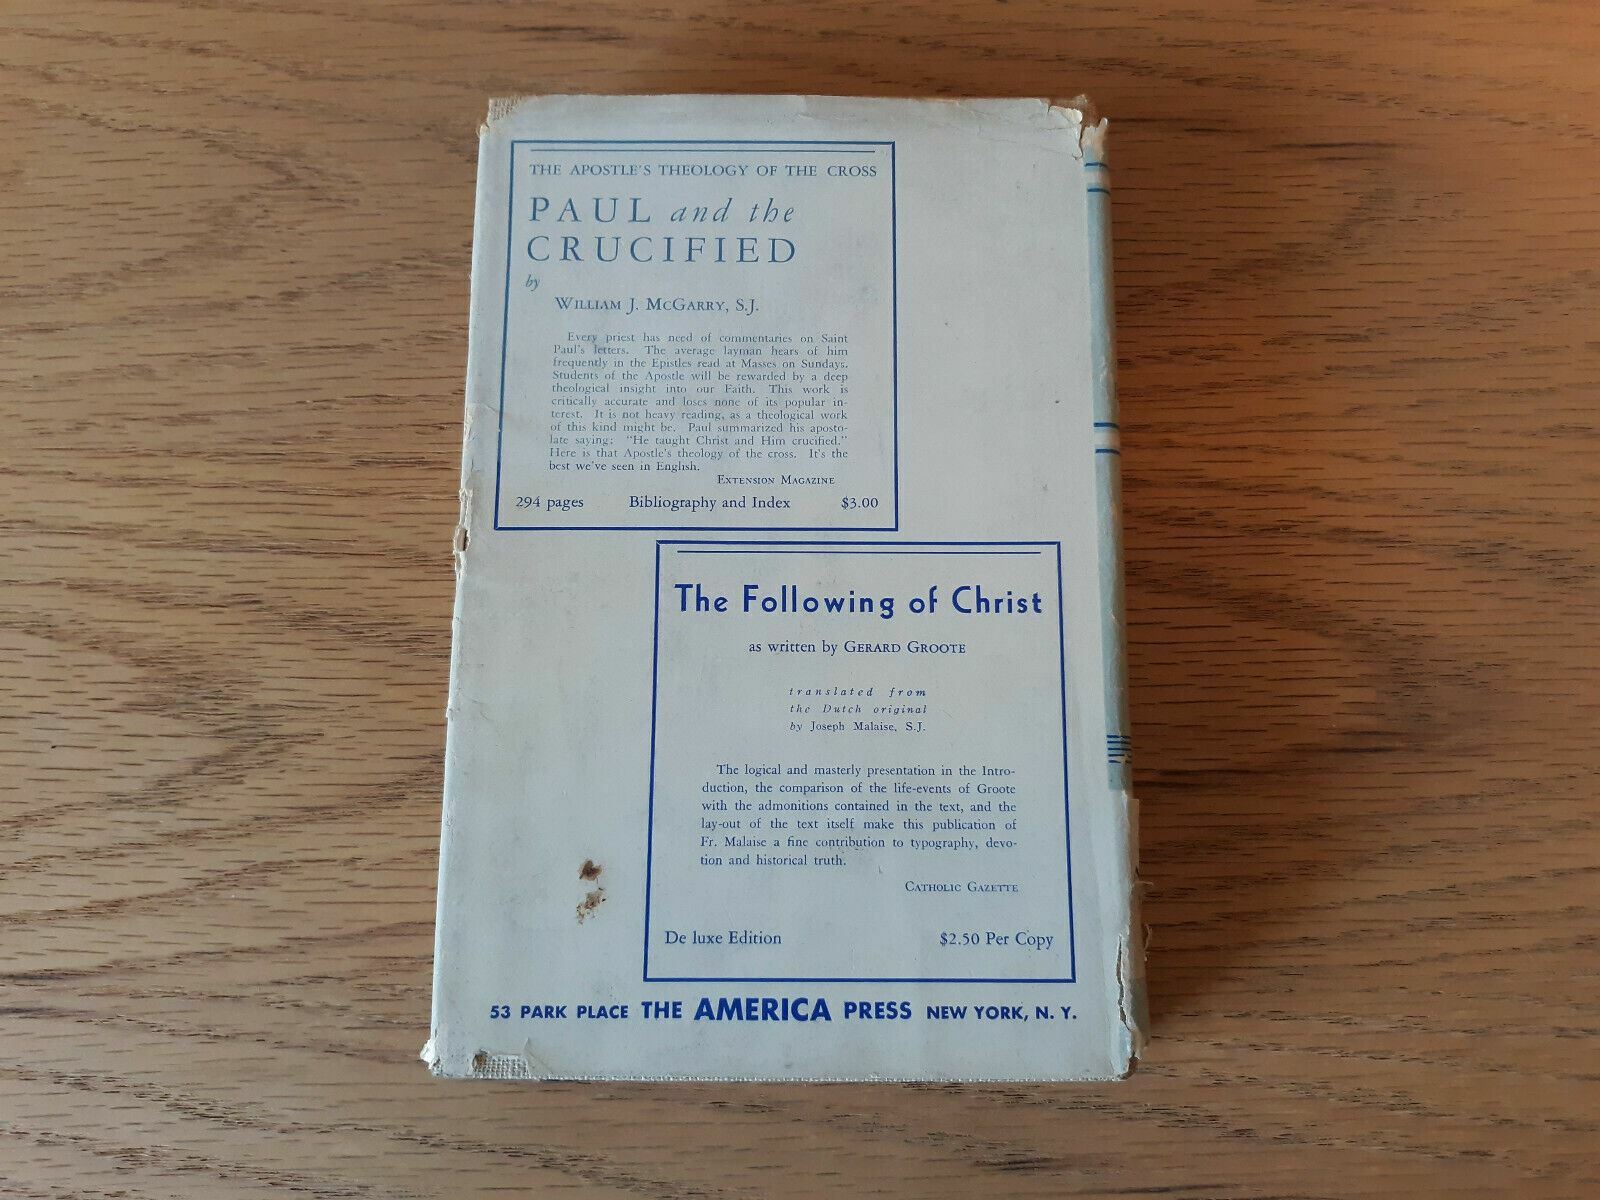 THE APOSTLE'S THEOLOGY OF THE CROSS
PAUL and the
CRUCIFIED
by
WILLIAM J. MCGARRY, S.J.
Every priest has need of commentaries on Saint
Paul's letters. The average layman hears of him
frequently in the Epistles read at Masses on Sundays.
Students of the Apostle will be rewarded by a deep
theological insight into our Faith. This work is
critically accurate and loses none of its popular in-
terest. It is not heavy reading, as a theological work
of this kind might be. Paul summarized his aposto-
late saying: "He taught Christ and Him crucified."
Here is that Apostle's theology of the cross. It's the
best we've seen in English.
EXTENSION MAGAZINE
294 pages Bibliography and Index $3.00
The Following of Christ
as written by GERARD GROOTE
translated from
the Dutch original
by Joseph Malaise, S.J.
The logical and masterly presentation in the Intro-
duction, the comparison of the life-events of Groote
with the admonitions contained in the text, and the
lay-out of the text itself make this publication of
Fr. Malaise a fine contribution to typography, devo-
tion and historical truth.
CATHOLIC GAZETTE
De luxe Edition $2.50 Per Copy
53 PARK PLACE THE AMERICA PRESS NEW YORK, N. Y.